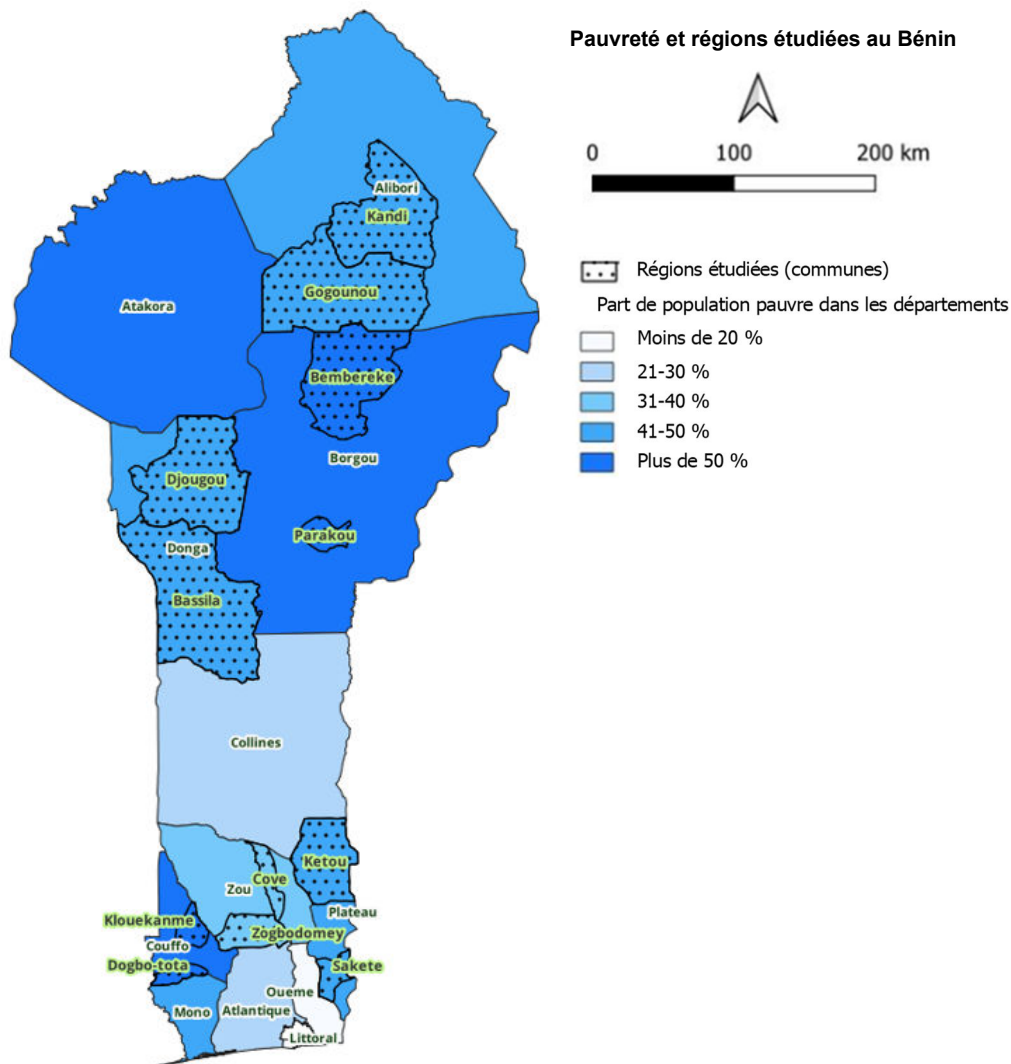 Pauvreté et régions étudiées au Bénin
0 100 200 km
Régions étudiées (communes)
Part de population pauvre dans les départements
Moins de 20 %
21-30 %
31-40 %
41-50 %
Plus de 50 %
Alibori
Kandi
Gogounou
Atakora
Bembereke
Borgou
Djougou
Parakou
Donga
Bassila
Collines
Ketou
Cove
Zou
Plateau
Klouekanme
Zogbodomey
Couffo
Dogbo-tota
Sakete
Oueme
Mono
Atlantique
Littoral